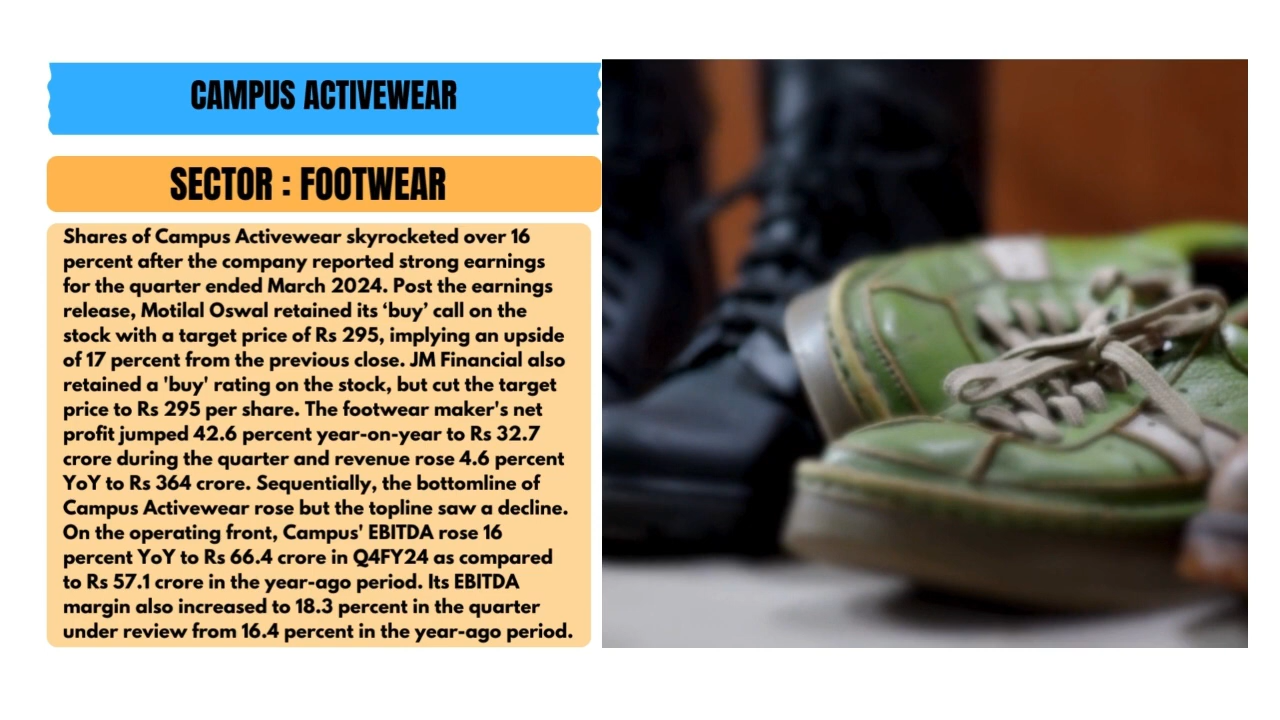 CAMPUS ACTIVEWEAR
SECTOR : FOOTWEAR
Shares of Campus Activewear skyrocketed over 16
percent after the company reported strong earnings
for the quarter ended March 2024. Post the earnings
release, Motilal Oswal retained its ‘buy’ call on the
stock with a target price of Rs 295, implying an upside
of 17 percent from the previous close. JM Financial also
retained a 'buy' rating on the stock, but cut the target
price to Rs 295 per share. The footwear maker's net
profit jumped 42.6 percent year-on-year to Rs 32.7
crore during the quarter and revenue rose 4.6 percent
YoY to Rs 364 crore. Sequentially, the bottomline of
Campus Activewear rose but the topline saw a decline.
On the operating front, Campus' EBITDA rose 16
percent YoY to Rs 66.4 crore in Q4FY24 as compared
to Rs 57.1 crore in the year-ago period. Its EBITDA
margin also increased to 18.3 percent in the quarter
under review from 16.4 percent in the year-ago period.